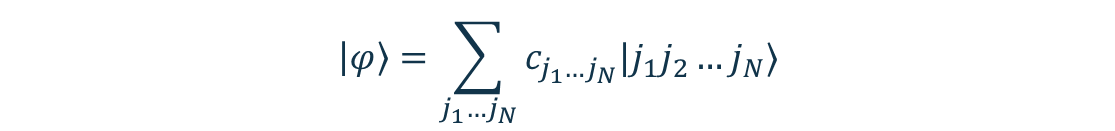 |φ⟩ = ∑ c_{j_1…j_N} |j_1 j_2 … j_N⟩
j_1…j_N